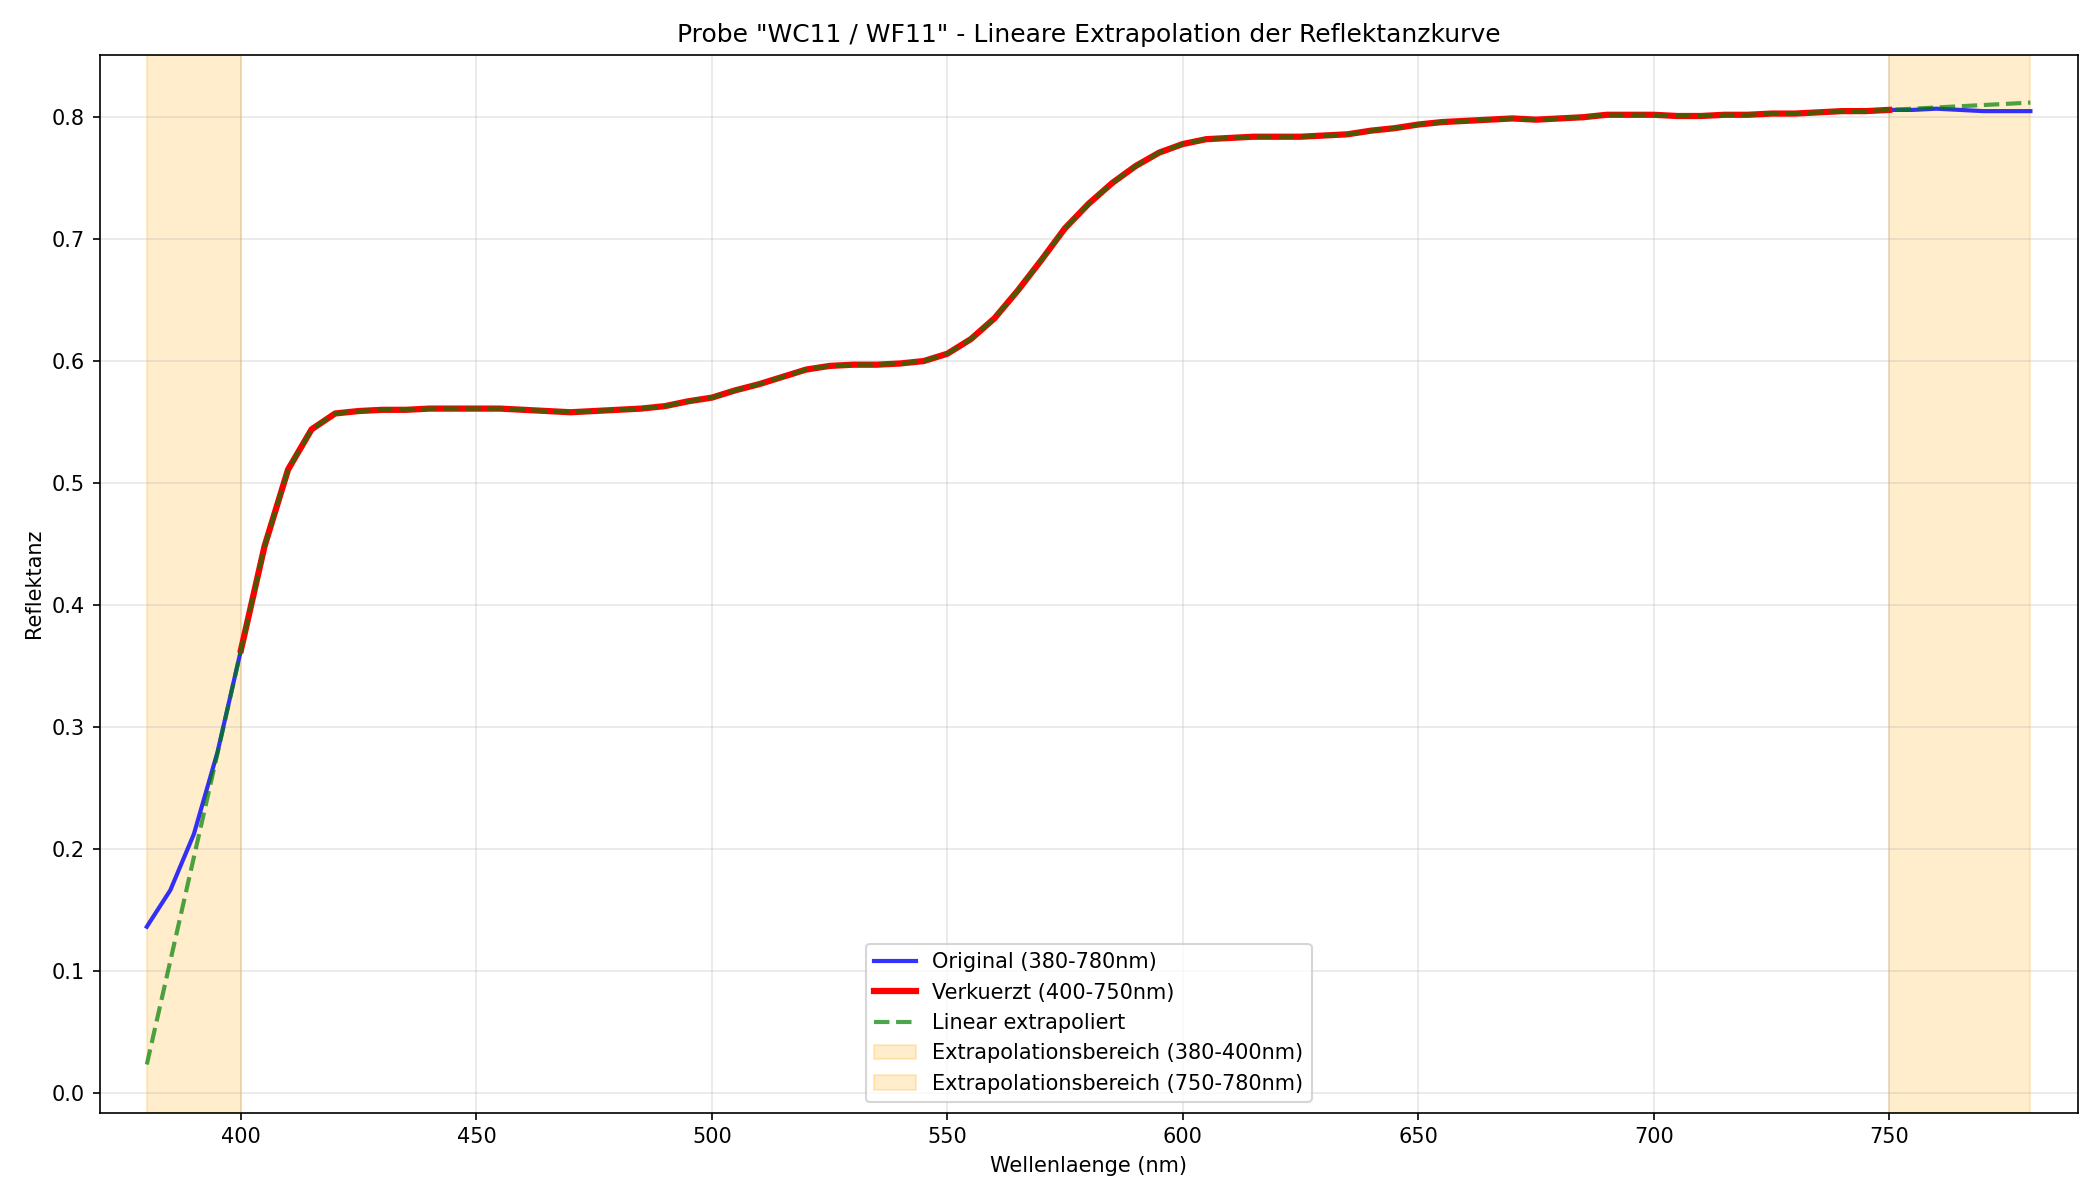 Probe "WC11 / WF11" - Lineare Extrapolation der Reflektanzkurve
0.8
0.7
0.6
0.5
0.4
0.3
0.2
0.1
0.0
Reflektanz
Original (380-780nm)
Verkuerzt (400-750nm)
Linear extrapoliert
Extrapolationsbereich (380-400nm)
Extrapolationsbereich (750-780nm)
400 450 500 550 600 650 700 750
Wellenlaenge (nm)